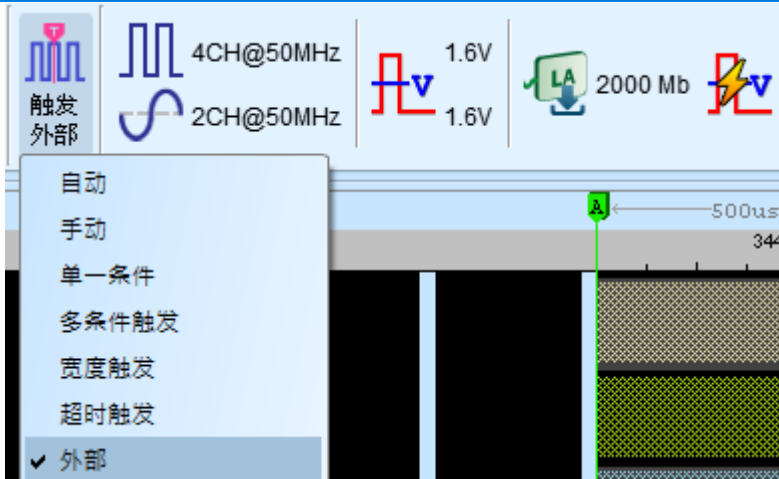 T
触发
外部
4CH@50MHz
2CH@50MHz
V
1.6V
1.6V
LA
2000 Mb
V
自动
手动
单一条件
多条件触发
宽度触发
超时触发
外部
A
500us
344